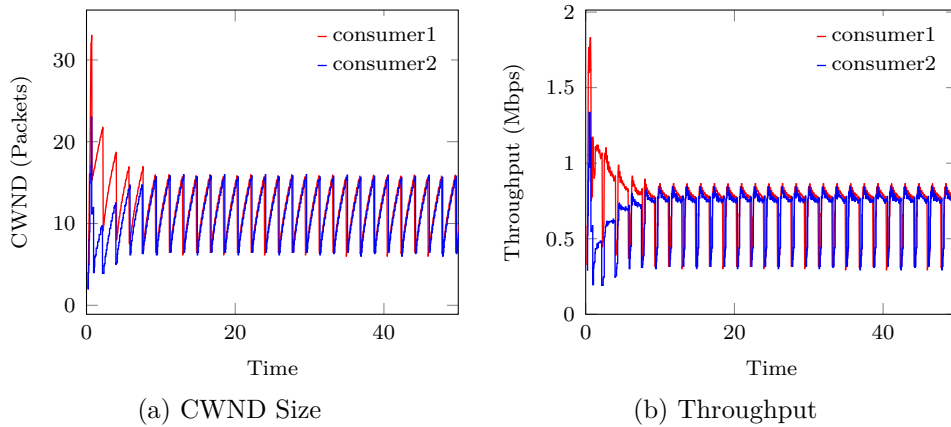 consumer1
consumer2
CWND (Packets)
30
20
10
0
0
20
40
Time
(a) CWND Size
consumer1
consumer2
Throughput (Mbps)
2
1.5
1
0.5
0
0
20
40
Time
(b) Throughput